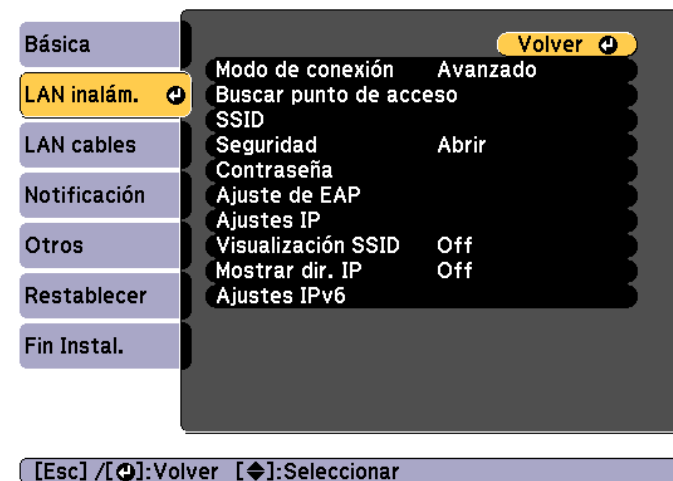 Básica
LAN inalám.
LAN cables
Notificación
Otros
Restablecer
Fin Instal.
Volver
Modo de conexión Avanzado
Buscar punto de acceso
SSID
Seguridad Abrir
Contraseña
Ajuste de EAP
Ajustes IP
Visualización SSID Off
Mostrar dir. IP Off
Ajustes IPv6
[Esc] /[⏎]:Volver [◆]:Seleccionar